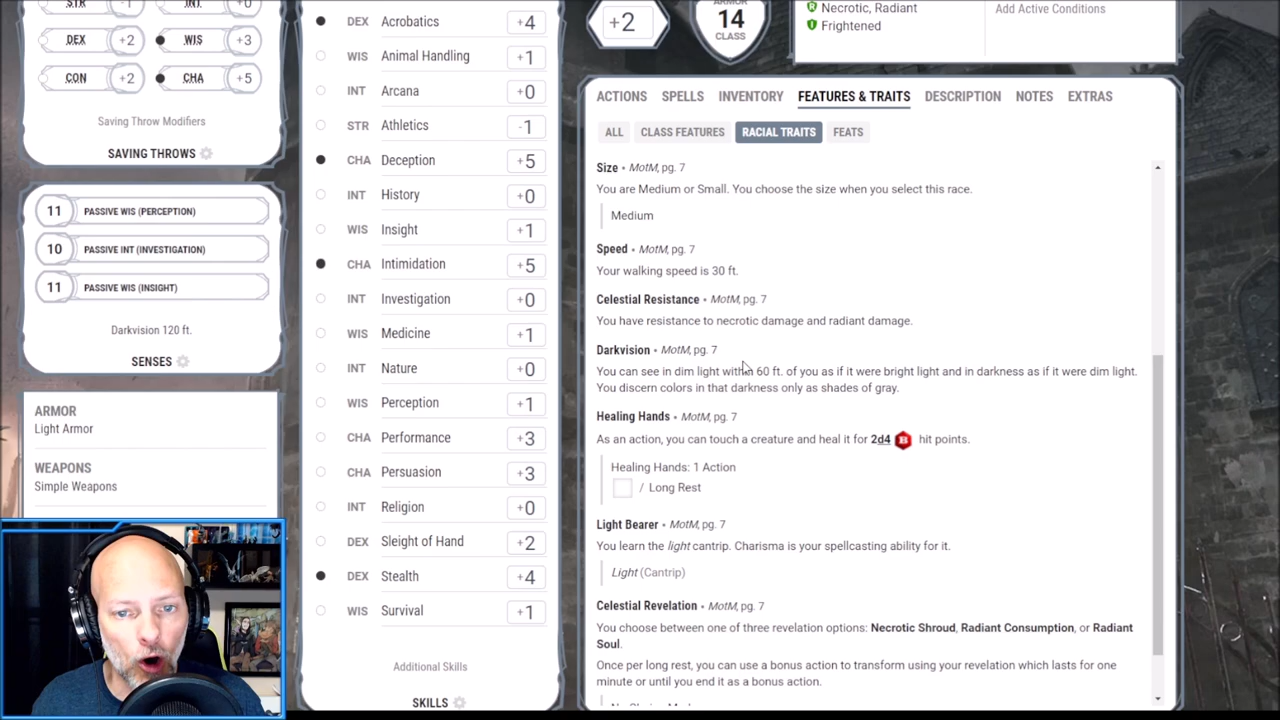 STR -1 INT +0
DEX +2 WIS +3
CON +2 CHA +5
Saving Throw Modifiers
SAVING THROWS
11 PASSIVE WIS (PERCEPTION)
10 PASSIVE INT (INVESTIGATION)
11 PASSIVE WIS (INSIGHT)
Darkvision 120 ft.
SENSES
ARMOR
Light Armor
WEAPONS
Simple Weapons
DEX Acrobatics +4
WIS Animal Handling +1
INT Arcana +0
STR Athletics -1
CHA Deception +5
INT History +0
WIS Insight +1
CHA Intimidation +5
INT Investigation +0
WIS Medicine +1
INT Nature +0
WIS Perception +1
CHA Performance +3
CHA Persuasion +3
INT Religion +0
DEX Sleight of Hand +2
DEX Stealth +4
WIS Survival +1
Additional Skills
SKILLS
+2
ARMOR
14
CLASS
R Necrotic, Radiant
Frightened
Add Active Conditions
ACTIONS SPELLS INVENTORY FEATURES & TRAITS DESCRIPTION NOTES EXTRAS
ALL CLASS FEATURES RACIAL TRAITS FEATS
Size • MotM, pg. 7
You are Medium or Small. You choose the size when you select this race.
Medium
Speed • MotM, pg. 7
Your walking speed is 30 ft.
Celestial Resistance • MotM, pg. 7
You have resistance to necrotic damage and radiant damage.
Darkvision • MotM, pg. 7
You can see in dim light within 60 ft. of you as if it were bright light and in darkness as if it were dim light.
You discern colors in that darkness only as shades of gray.
Healing Hands • MotM, pg. 7
As an action, you can touch a creature and heal it for 2d4 B hit points.
Healing Hands: 1 Action
/ Long Rest
Light Bearer • MotM, pg. 7
You learn the light cantrip. Charisma is your spellcasting ability for it.
Light (Cantrip)
Celestial Revelation • MotM, pg. 7
You choose between one of three revelation options: Necrotic Shroud, Radiant Consumption, or Radiant
Soul.
Once per long rest, you can use a bonus action to transform using your revelation which lasts for one
minute or until you end it as a bonus action.